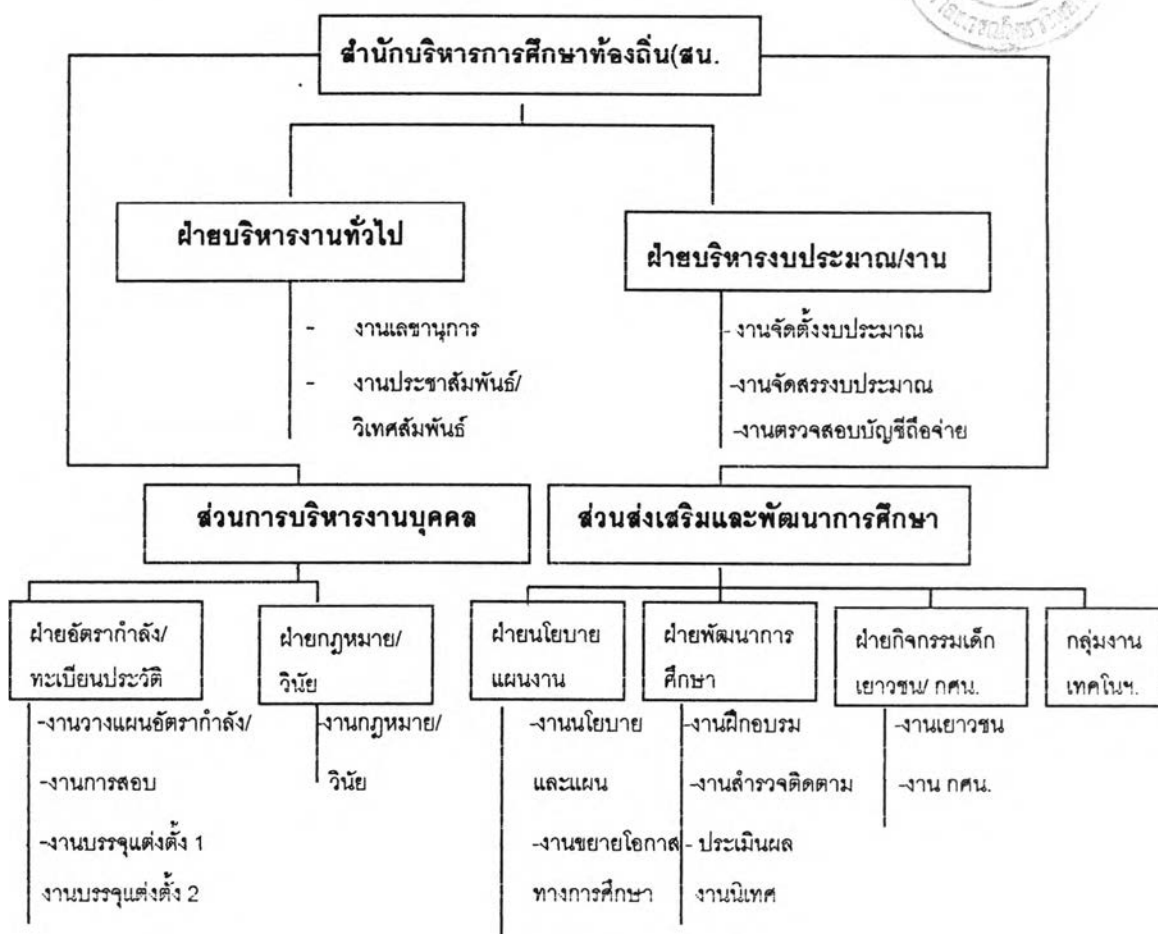 สำนักบริหารการศึกษาท้องถิ่น(สน.
ฝ่ายบริหารงานทั่วไป
-   งานเลขานุการ
-   งานประชาสัมพันธ์/
วิเทศสัมพันธ์
ฝ่ายบริหารงบประมาณ/งาน
- งานจัดตั้งงบประมาณ
-งานจัดสรรงบประมาณ
-งานตรวจสอบบัญชีถือจ่าย
ส่วนการบริหารงานบุคคล
ส่วนส่งเสริมและพัฒนาการศึกษา
ฝ่ายอัตรากำลัง/
ทะเบียนประวัติ
-งานวางแผนอัตรากำลัง/
-งานการสอบ
-งานบรรจุแต่งตั้ง 1
งานบรรจุแต่งตั้ง 2
ฝ่ายกฎหมาย/
วินัย
-งานกฎหมาย/
วินัย
ฝ่ายนโยบาย
แผนงาน
-งานนโยบาย
และแผน
-งานขยายโอกาส
ทางการศึกษา
ฝ่ายพัฒนาการ
ศึกษา
-งานฝึกอบรม
-งานสำรวจติดตาม
- ประเมินผล
งานนิเทศ
ฝ่ายกิจกรรมเด็ก
เยาวชน/ กศน.
-งานเยาวชน
-งาน กศน.
กลุ่มงาน
เทคโนฯ.